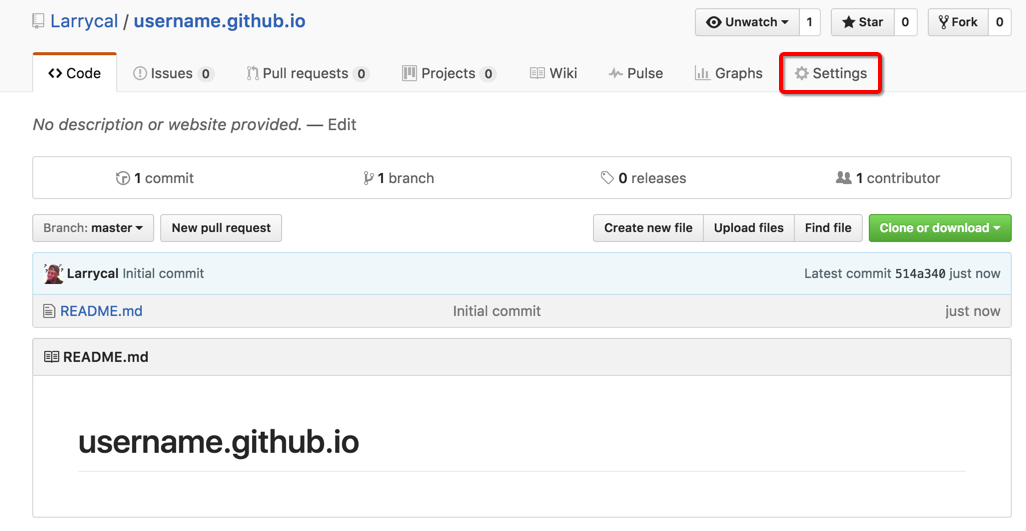 Larrycal / username.github.io
Unwatch 1 Star 0 Fork 0
Code Issues 0 Pull requests 0 Projects 0 Wiki Pulse Graphs Settings
No description or website provided. — Edit
1 commit 1 branch 0 releases 1 contributor
Branch: master New pull request Create new file Upload files Find file Clone or download
Larrycal Initial commit Latest commit 514a340 just now
README.md Initial commit just now
README.md
username.github.io